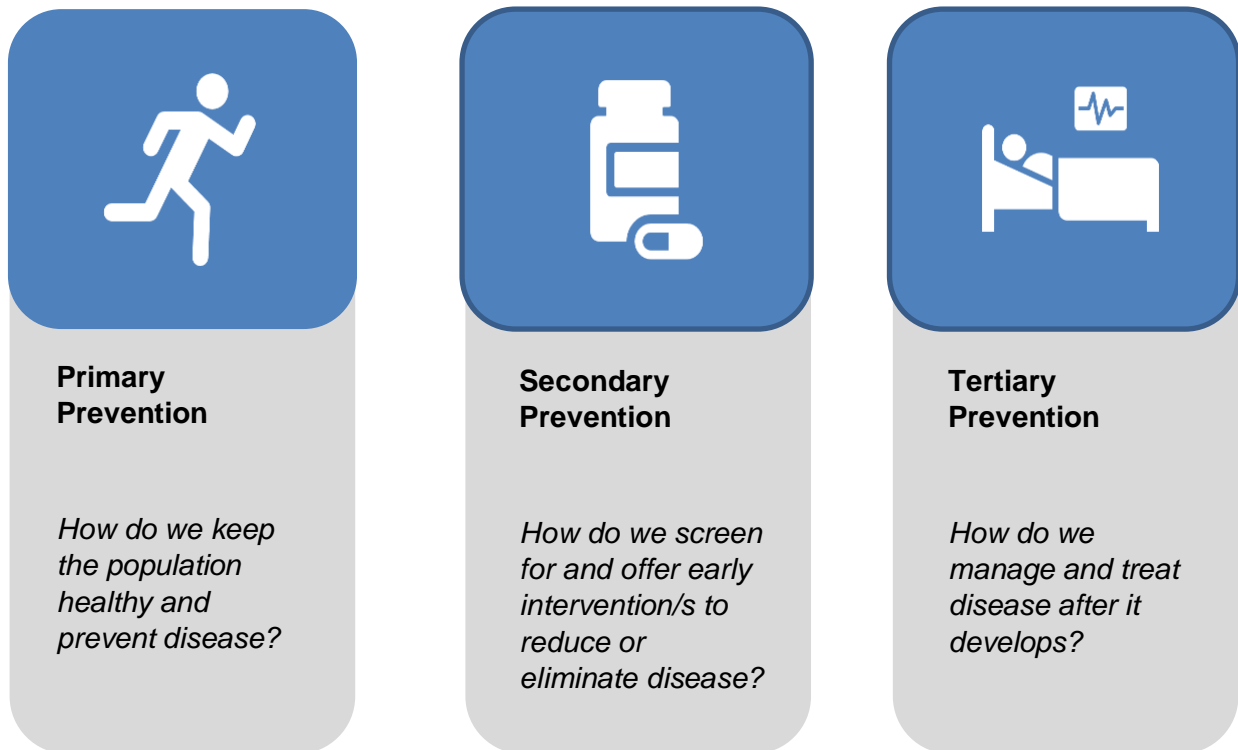 Primary
Prevention
How do we keep
the population
healthy and
prevent disease?
Secondary
Prevention
How do we screen
for and offer early
intervention/s to
reduce or
eliminate disease?
Tertiary
Prevention
How do we
manage and treat
disease after it
develops?